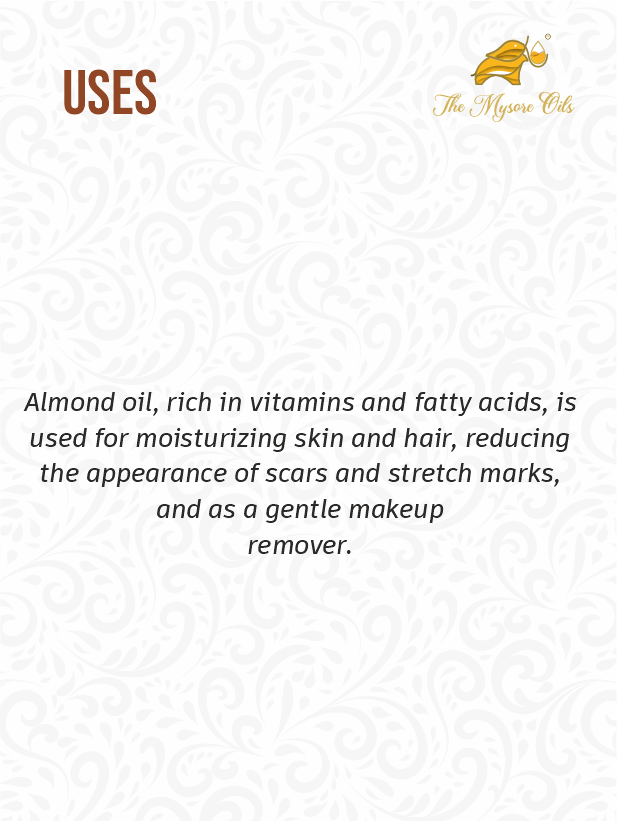 USES
The Mysore Oils
Almond oil, rich in vitamins and fatty acids, is
used for moisturizing skin and hair, reducing
the appearance of scars and stretch marks,
and as a gentle makeup
remover.